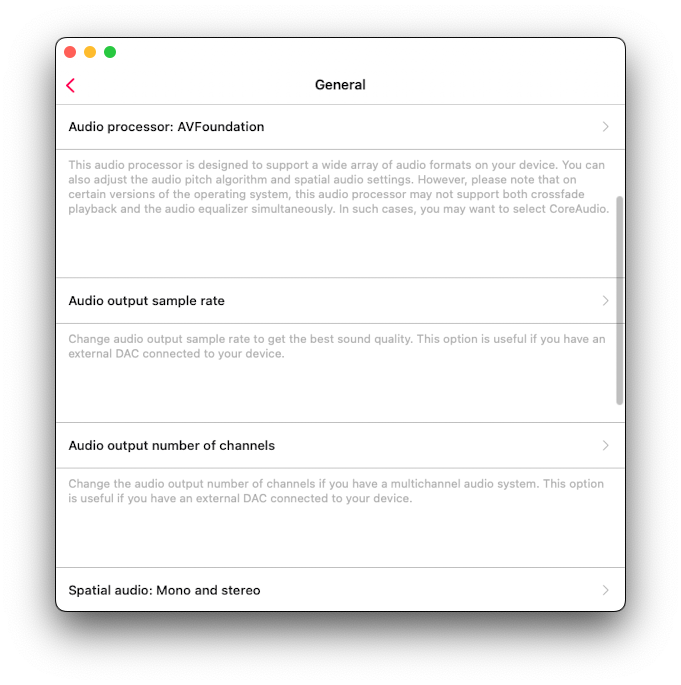 General
Audio processor: AVFoundation
This audio processor is designed to support a wide array of audio formats on your device. You can
also adjust the audio pitch algorithm and spatial audio settings. However, please note that on
certain versions of the operating system, this audio processor may not support both crossfade
playback and the audio equalizer simultaneously. In such cases, you may want to select CoreAudio.
Audio output sample rate
Change audio output sample rate to get the best sound quality. This option is useful if you have an
external DAC connected to your device.
Audio output number of channels
Change the audio output number of channels if you have a multichannel audio system. This option
is useful if you have an external DAC connected to your device.
Spatial audio: Mono and stereo